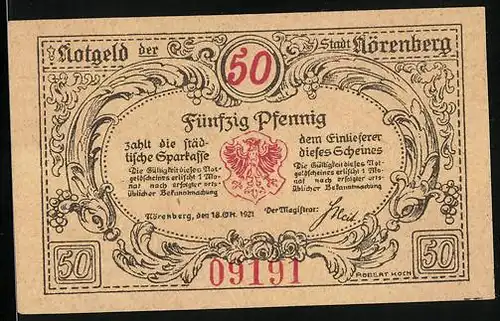 Notgeld der Stadt Nörenberg
50
Fünfzig Pfennig
zahlt die städ-
tische Sparkasse
Die Gültigkeit dieses Not-
geldscheines erlischt 1 Mo-
nat nach erfolgter orts-
üblicher Bekanntmachung
dem Einlieferer
dieses Scheines
Die Gültigkeit dieses Not-
geldscheines erlischt 1 Mo-
nat nach erfolgter orts-
üblicher Bekanntmachung
Nörenberg, den 18. Okt. 1921 Der Magistrat:
50 09191 50
ROBERT KOCH